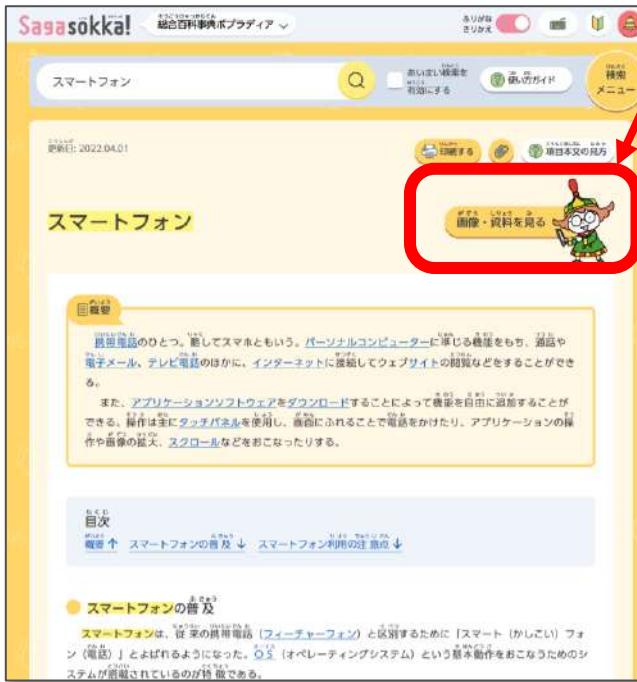 Sagasokka! 総合百科事典ポプラディア
ふりがな
きりかえ
スマートフォン
あいまい検索を
有効にする
使い方ガイド
検索
メニュー
更新日: 2022.04.01
印刷する
項目本文の見方
スマートフォン
画像・資料を見る
概要
携帯電話のひとつ。略してスマホともいう。パーソナルコンピューターに準じる機能をもち、通話や
電子メール、テレビ電話のほかに、インターネットに接続してウェブサイトの閲覧などをすることができ
る。
また、アプリケーションソフトウェアをダウンロードすることによって機能を自由に追加することが
できる。操作は主にタッチパネルを使用し、画面にふれることで電話をかけたり、アプリケーションの操
作や画像の拡大、スクロールなどをおこなったりする。
目次
概要↑ スマートフォンの普及↓ スマートフォン利用の注意点↓
スマートフォンの普及
スマートフォンは、従来の携帯電話（フィーチャーフォン）と区別するために「スマート（かしこい）フォ
ン（電話）」とよばれるようになった。OS（オペレーティングシステム）という基本動作をおこなうためのシ
ステムが搭載されているのが特徴である。